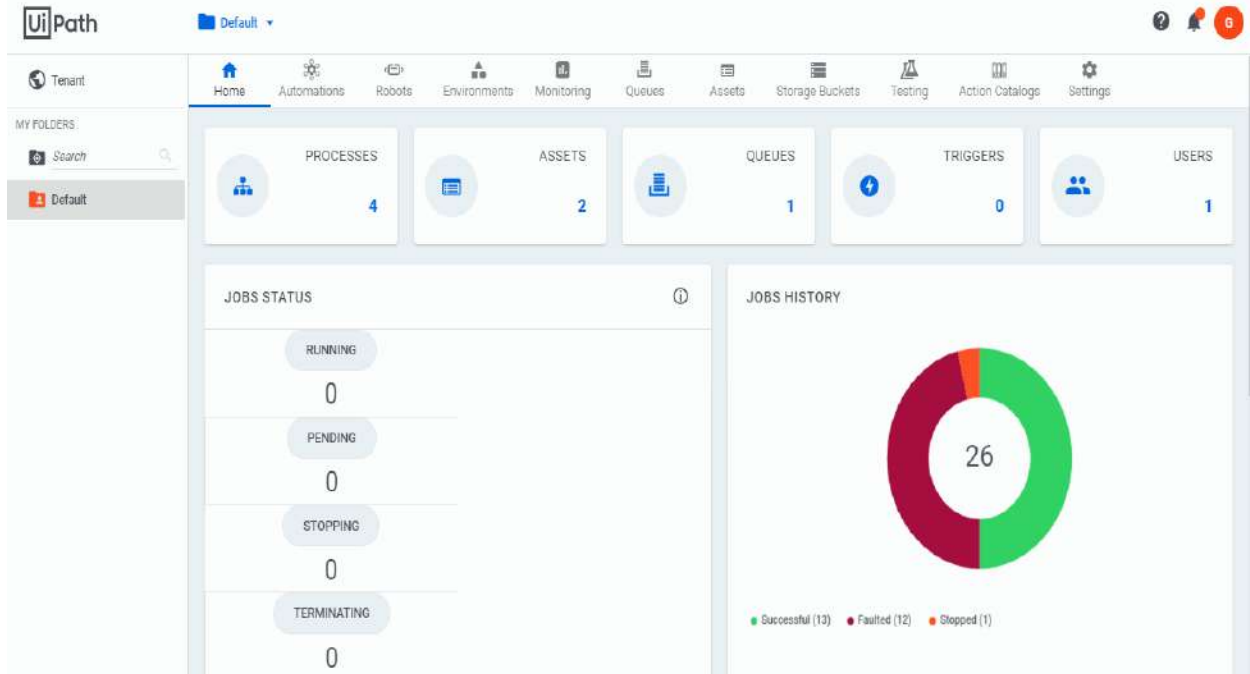 UiPath
Default
G
Tenant
Home Automations Robots Environments Monitoring Queues Assets Storage Buckets Testing Action Catalogs Settings
MY FOLDERS
Search
Default
PROCESSES
4
ASSETS
2
QUEUES
1
TRIGGERS
0
USERS
1
JOBS STATUS
RUNNING
0
PENDING
0
STOPPING
0
TERMINATING
0
JOBS HISTORY
26
Successful (13) Faulted (12) Stopped (1)